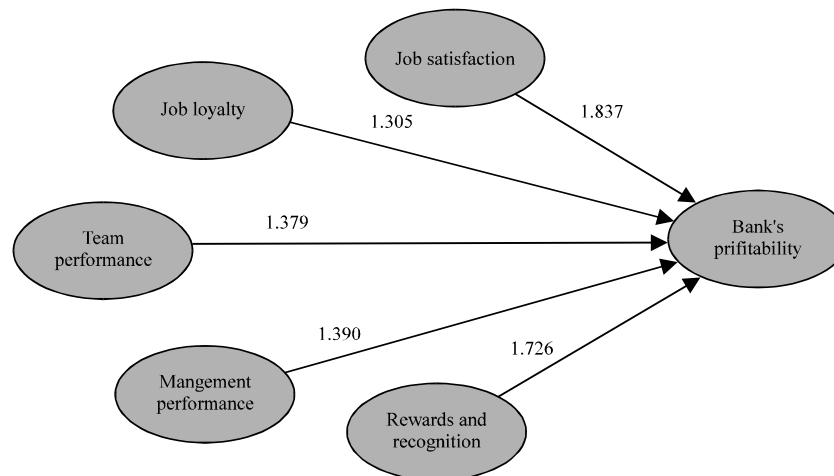 Job satisfaction
Job loyalty
1.305
1.837
Team
performance
1.379
Bank's
prifitability
1.390
1.726
Mangement
performance
Rewards and
recognition